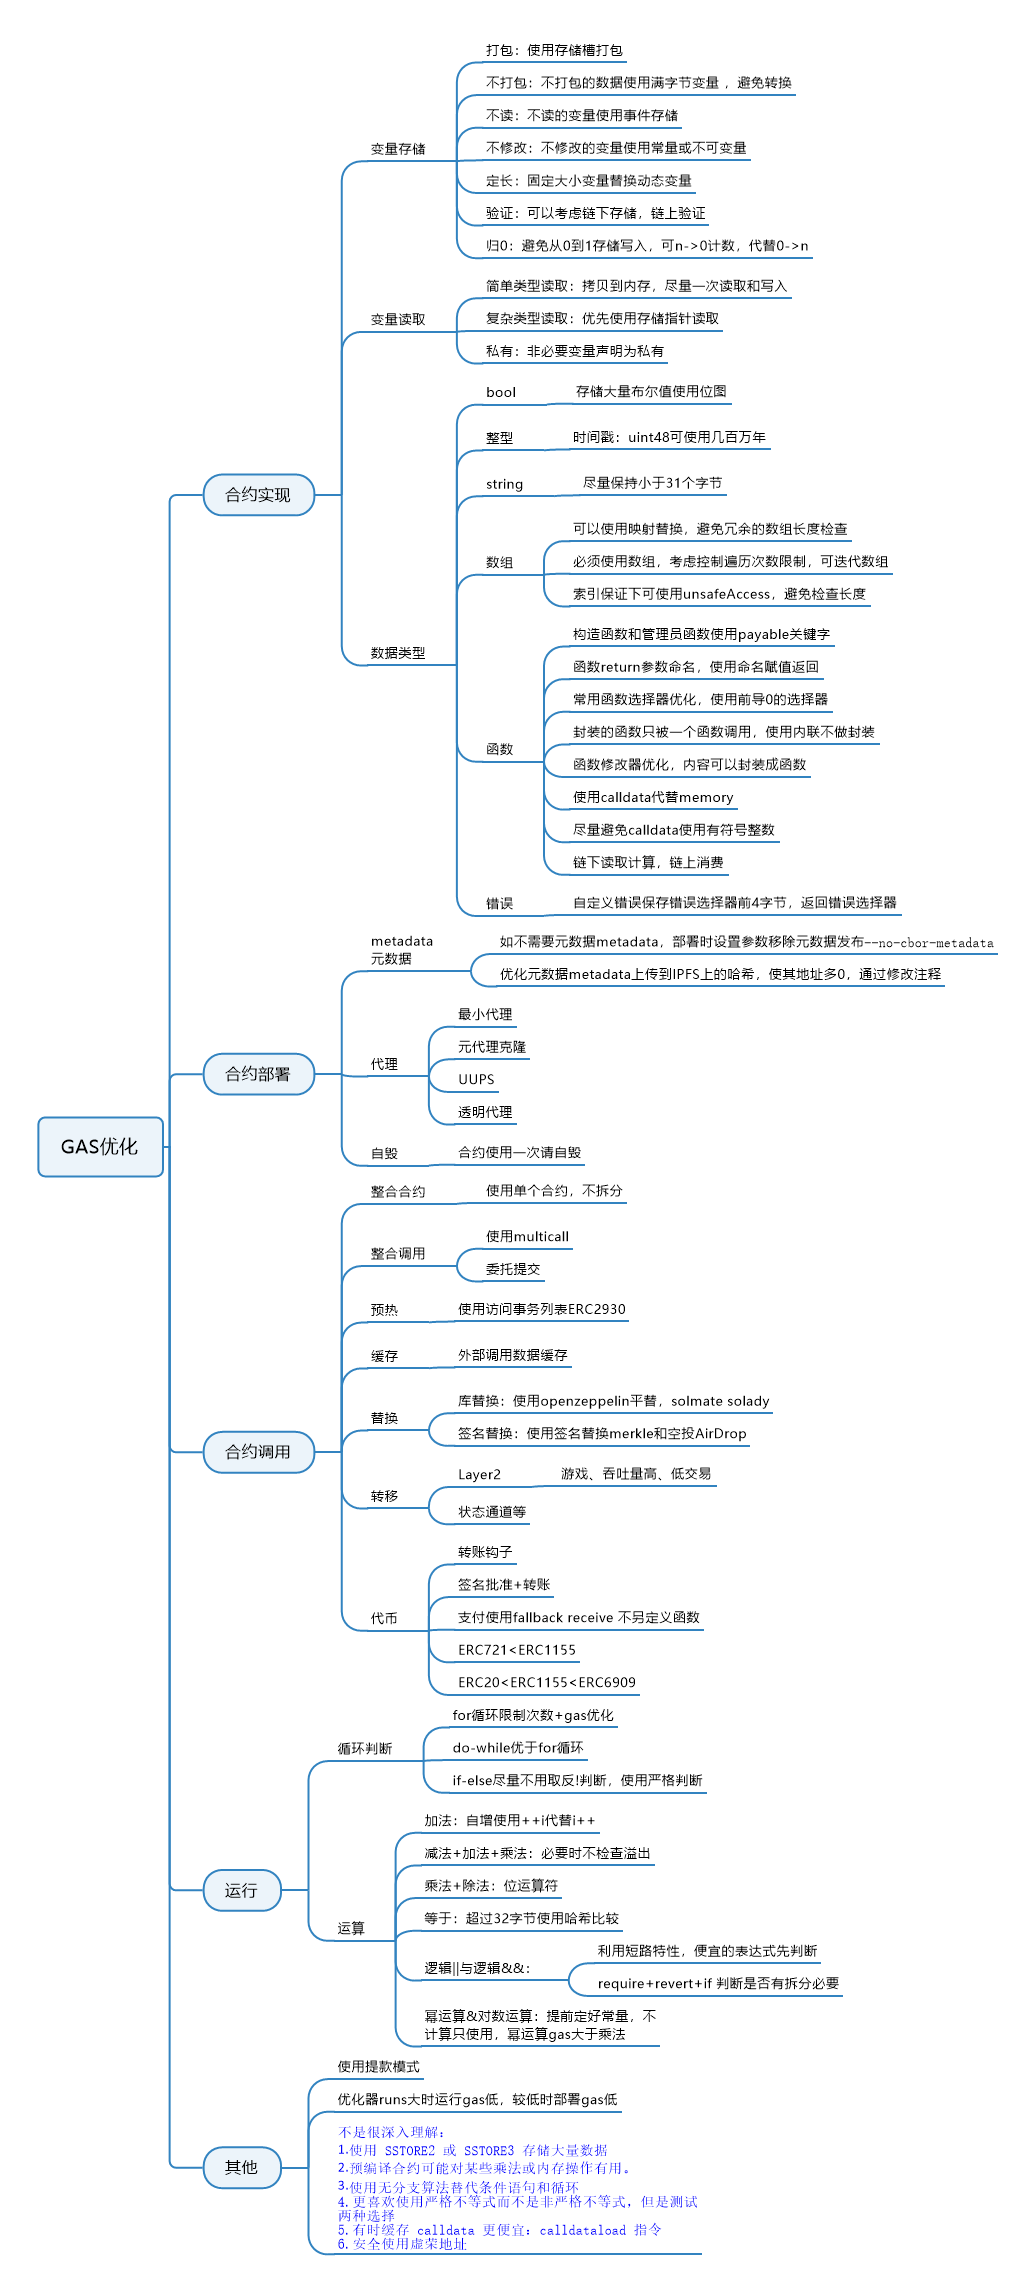 GAS优化
合约实现
变量存储
打包：使用存储槽打包
不打包：不打包的数据使用满字节变量 ，避免转换
不读：不读的变量使用事件存储
不修改：不修改的变量使用常量或不可变量
定长：固定大小变量替换动态变量
验证：可以考虑链下存储，链上验证
归0：避免从0到1存储写入，可n->0计数，代替0->n
变量读取
简单类型读取：拷贝到内存，尽量一次读取和写入
复杂类型读取：优先使用存储指针读取
私有：非必要变量声明为私有
数据类型
bool
存储大量布尔值使用位图
整型
时间戳：uint48可使用几百万年
string
尽量保持小于31个字节
数组
可以使用映射替换，避免冗余的数组长度检查
必须使用数组，考虑控制遍历次数限制，可迭代数组
索引保证下可使用unsafeAccess，避免检查长度
函数
构造函数和管理员函数使用payable关键字
函数return参数命名，使用命名赋值返回
常用函数选择器优化，使用前导0的选择器
封装的函数只被一个函数调用，使用内联不做封装
函数修改器优化，内容可以封装成函数
使用calldata代替memory
尽量避免calldata使用有符号整数
链下读取计算，链上消费
错误
自定义错误保存错误选择器前4字节，返回错误选择器
合约部署
metadata
元数据
如不需要元数据metadata，部署时设置参数移除元数据发布--no-cbor-metadata
优化元数据metadata上传到IPFS上的哈希，使其地址多0，通过修改注释
代理
最小代理
元代理克隆
UUPS
透明代理
自毁
合约使用一次请自毁
合约调用
整合合约
使用单个合约，不拆分
整合调用
使用multicall
委托提交
预热
使用访问事务列表ERC2930
缓存
外部调用数据缓存
替换
库替换：使用openzeppelin平替，solmate solady
签名替换：使用签名替换merkle和空投AirDrop
转移
Layer2
游戏、吞吐量高、低交易
状态通道等
代币
转账钩子
签名批准+转账
支付使用fallback receive 不另定义函数
ERC721<ERC1155
ERC20<ERC1155<ERC6909
运行
循环判断
for循环限制次数+gas优化
do-while优于for循环
if-else尽量不用取反!判断，使用严格判断
运算
加法：自增使用++i代替i++
减法+加法+乘法：必要时不检查溢出
乘法+除法：位运算符
等于：超过32字节使用哈希比较
逻辑||与逻辑&&：
利用短路特性，便宜的表达式先判断
require+revert+if 判断是否有拆分必要
幂运算&对数运算：提前定好常量，不
计算只使用，幂运算gas大于乘法
其他
使用提款模式
优化器runs大时运行gas低，较低时部署gas低
不是很深入理解：
1.使用 SSTORE2 或 SSTORE3 存储大量数据
2.预编译合约可能对某些乘法或内存操作有用。
3.使用无分支算法替代条件语句和循环
4. 更喜欢使用严格不等式而不是非严格不等式，但是测试
两种选择
5. 有时缓存 calldata 更便宜：calldataload 指令
6. 安全使用虚荣地址